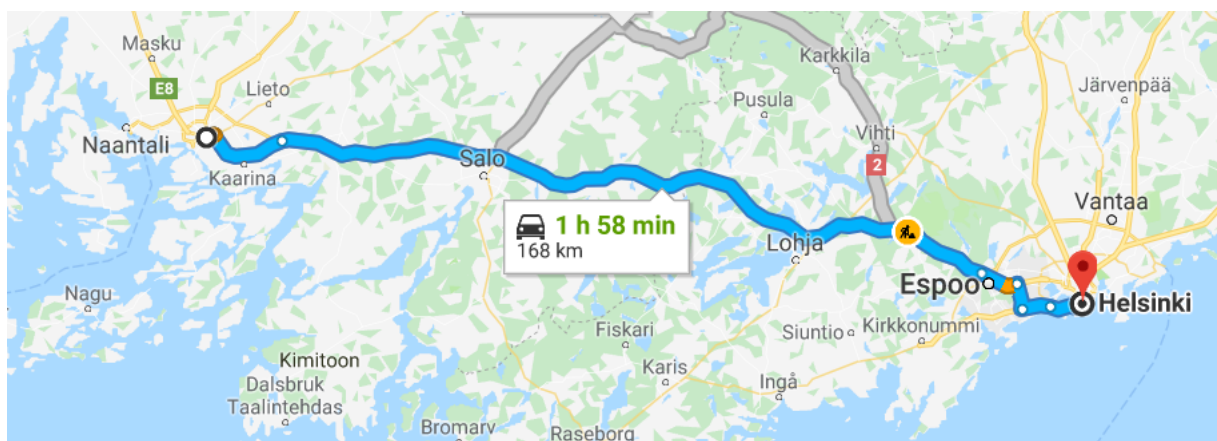 Masku
E8
Lieto
Naantali
Kaarina
Salo
Karkkila
Järvenpää
Pusula
Vihti
2
Vantaa
1 h 58 min
168 km
Lohja
Espoo
Helsinki
Nagu
Fiskari
Siuntio
Kirkkonummi
Kimitoon
Karis
Ingå
Dalsbruk
Taalintehdas
Bromarv
Raseborg